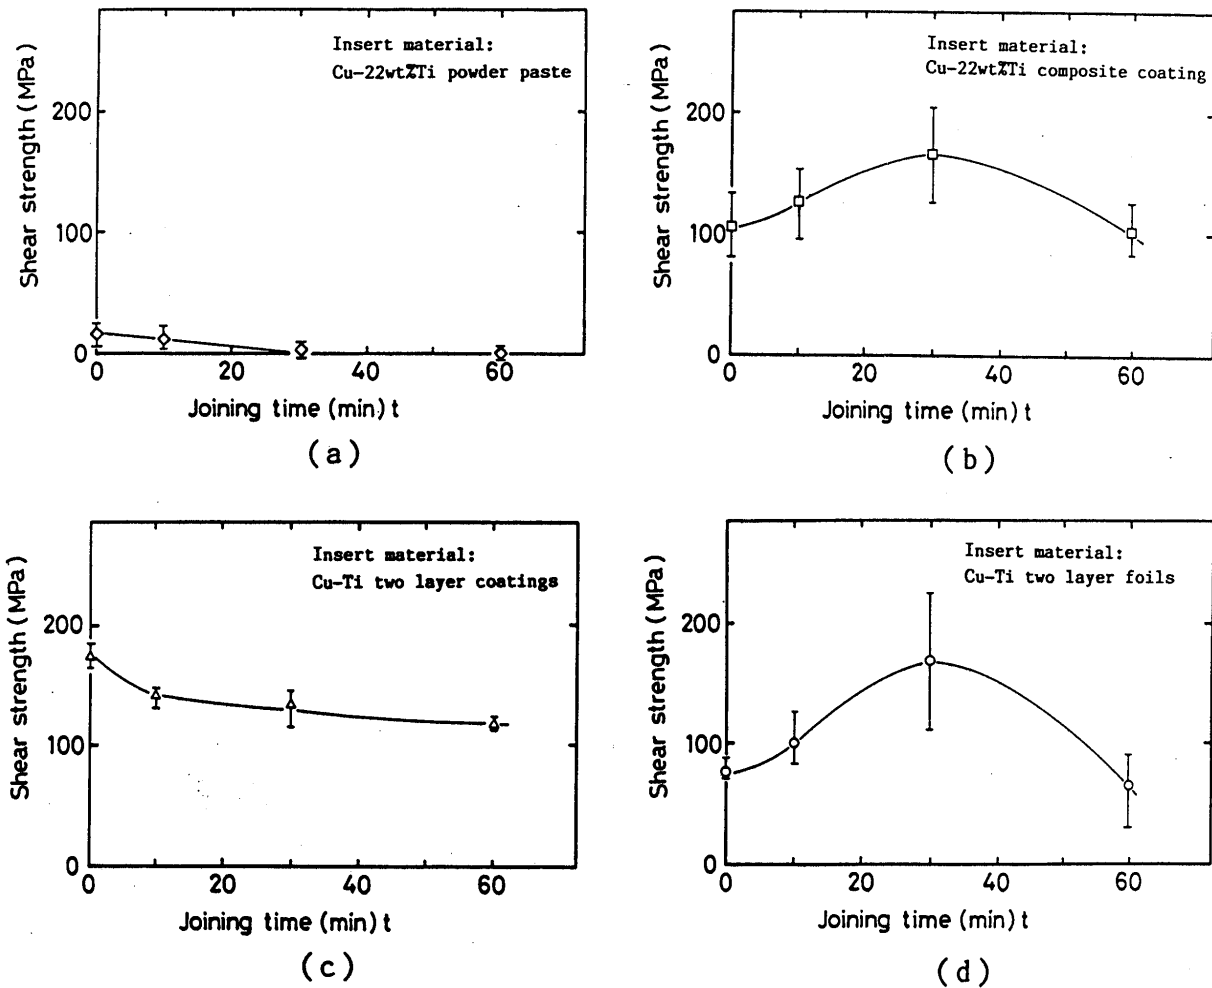 Shear strength (MPa)
200
100
0
Insert material:
Cu-22wt%Ti powder paste
0 20 40 60
Joining time (min) t
(a)
Shear strength (MPa)
200
100
0
Insert material:
Cu-22wt%Ti composite coating
0 20 40 60
Joining time (min) t
(b)
Shear strength (MPa)
200
100
0
Insert material:
Cu-Ti two layer coatings
0 20 40 60
Joining time (min) t
(c)
Shear strength (MPa)
200
100
0
Insert material:
Cu-Ti two layer foils
0 20 40 60
Joining time (min) t
(d)